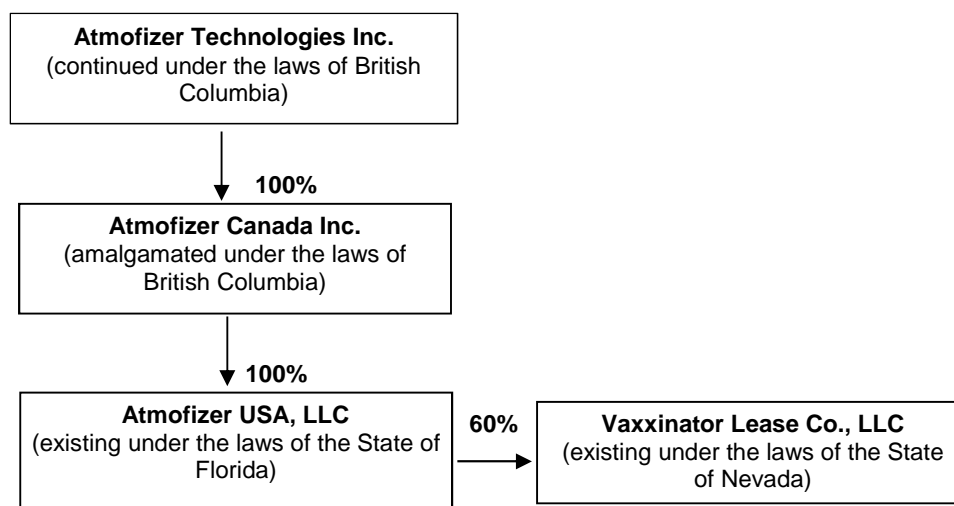 Atmofizer Technologies Inc.
(continued under the laws of British
Columbia)
100%
Atmofizer Canada Inc.
(amalgamated under the laws of
British Columbia)
100%
Atmofizer USA, LLC
(existing under the laws of the State of
Florida)
60%
Vaxxinator Lease Co., LLC
(existing under the laws of the State
of Nevada)